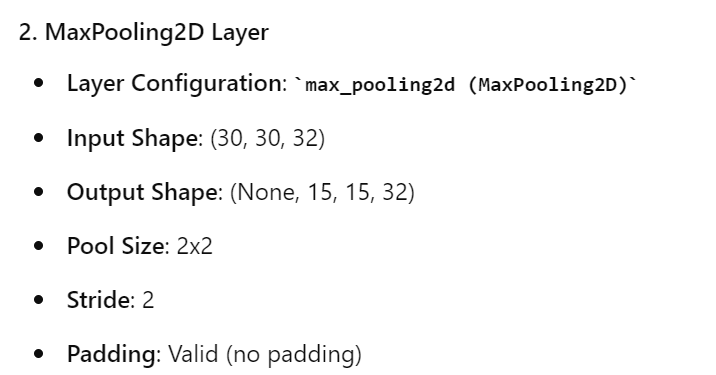 2. MaxPooling2D Layer
• Layer Configuration: `max_pooling2d (MaxPooling2D)`
• Input Shape: (30, 30, 32)
• Output Shape: (None, 15, 15, 32)
• Pool Size: 2x2
• Stride: 2
• Padding: Valid (no padding)